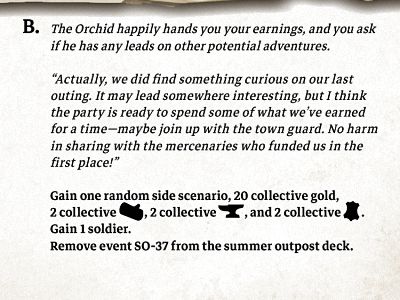 B. The Orchid happily hands you your earnings, and you ask
if he has any leads on other potential adventures.
“Actually, we did find something curious on our last
outing. It may lead somewhere interesting, but I think
the party is ready to spend some of what we’ve earned
for a time—maybe join up with the town guard. No harm
in sharing with the mercenaries who funded us in the
first place!”
Gain one random side scenario, 20 collective gold,
2 collective , 2 collective , and 2 collective .
Gain 1 soldier.
Remove event SO-37 from the summer outpost deck.